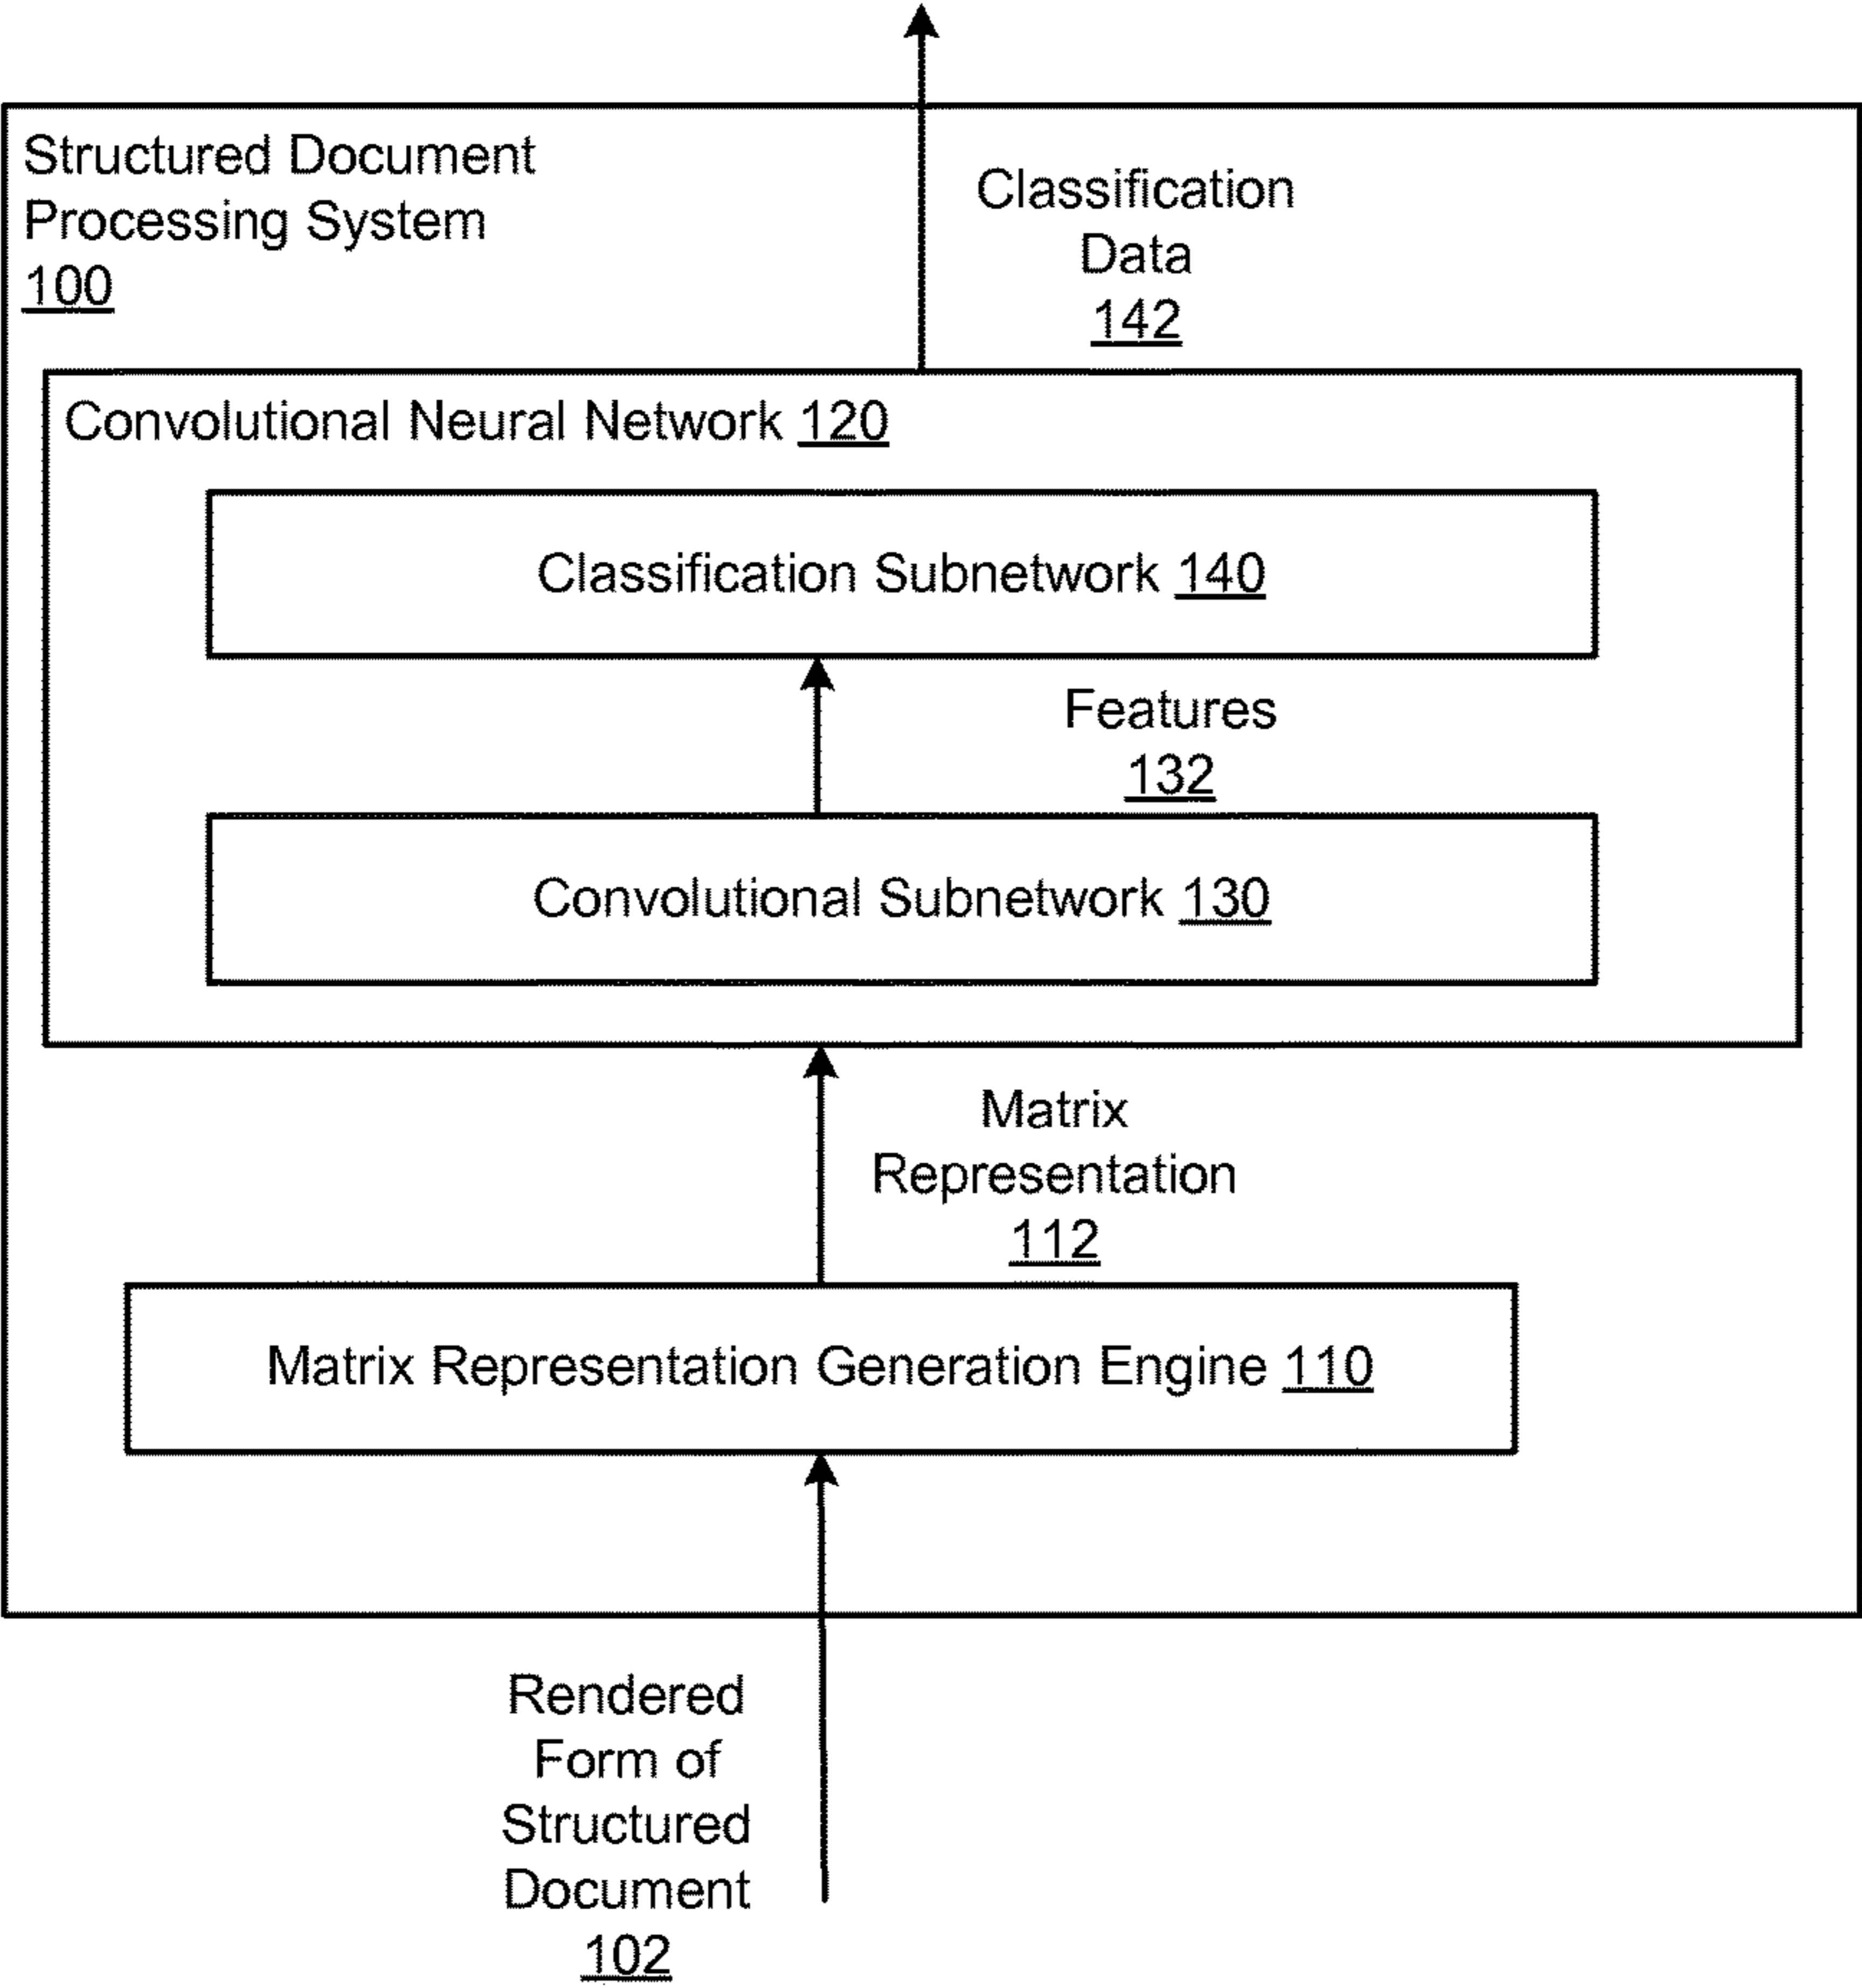 Structured Document
Processing System
100
Classification
Data
142
Convolutional Neural Network 120
Classification Subnetwork 140
Features
132
Convolutional Subnetwork 130
Matrix
Representation
112
Matrix Representation Generation Engine 110
Rendered
Form of
Structured
Document
102